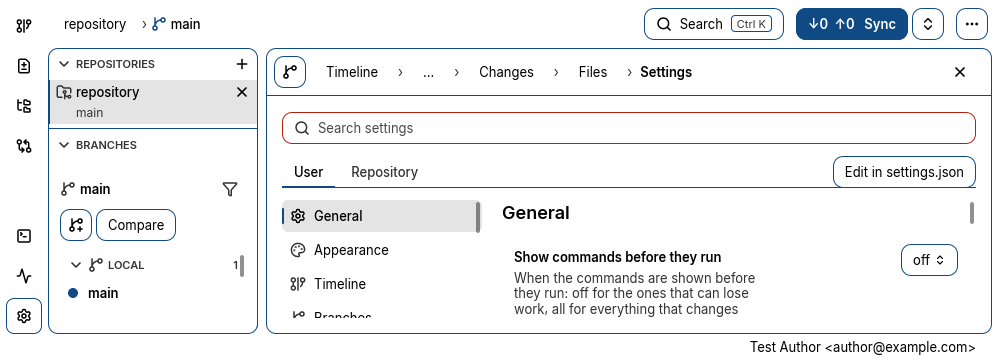 repository › main
Search Ctrl K
↓0 ↑0 Sync
REPOSITORIES
repository
main
BRANCHES
main
Compare
LOCAL 1
main
Timeline › ... › Changes › Files › Settings
Search settings
User Repository
Edit in settings.json
General
Appearance
Timeline
Branches
General
Show commands before they run
When the commands are shown before
they run: off for the ones that can lose
work, all for everything that changes
off
Test Author <author@example.com>